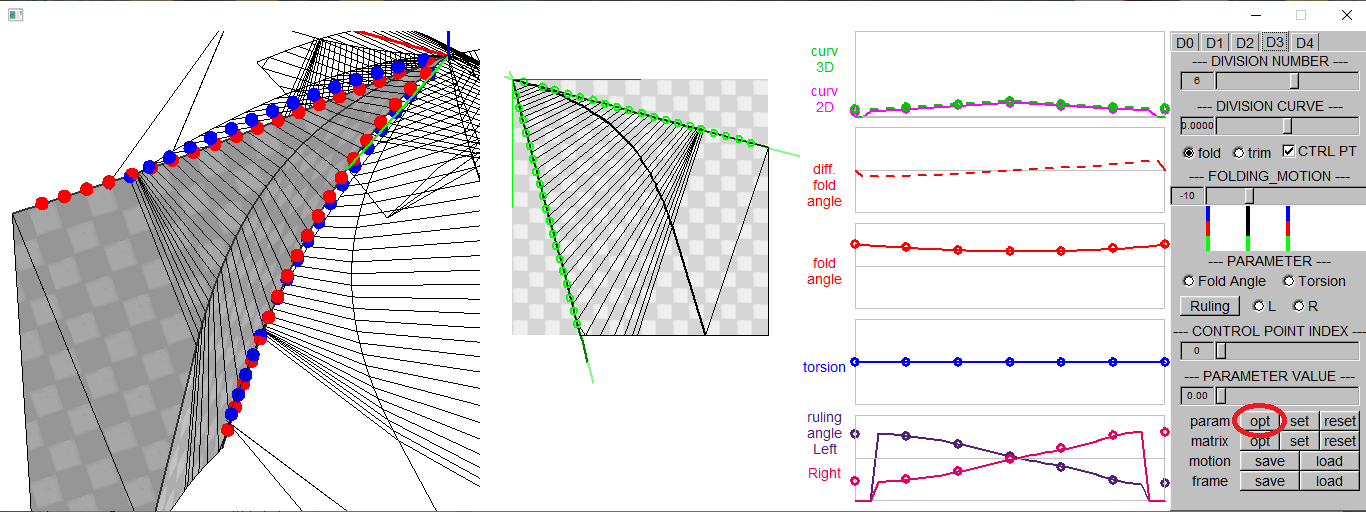 curv
3D
curv
2D
diff.
fold
angle
fold
angle
torsion
ruling
angle
Left
Right
D0 D1 D2 D3 D4
--- DIVISION NUMBER ---
6
--- DIVISION CURVE ---
0.0000
fold trim CTRL PT
--- FOLDING_MOTION ---
-10
--- PARAMETER ---
Fold Angle Torsion
Ruling L R
--- CONTROL POINT INDEX ---
0
--- PARAMETER VALUE ---
0.00
param opt set reset
matrix opt set reset
motion save load
frame save load